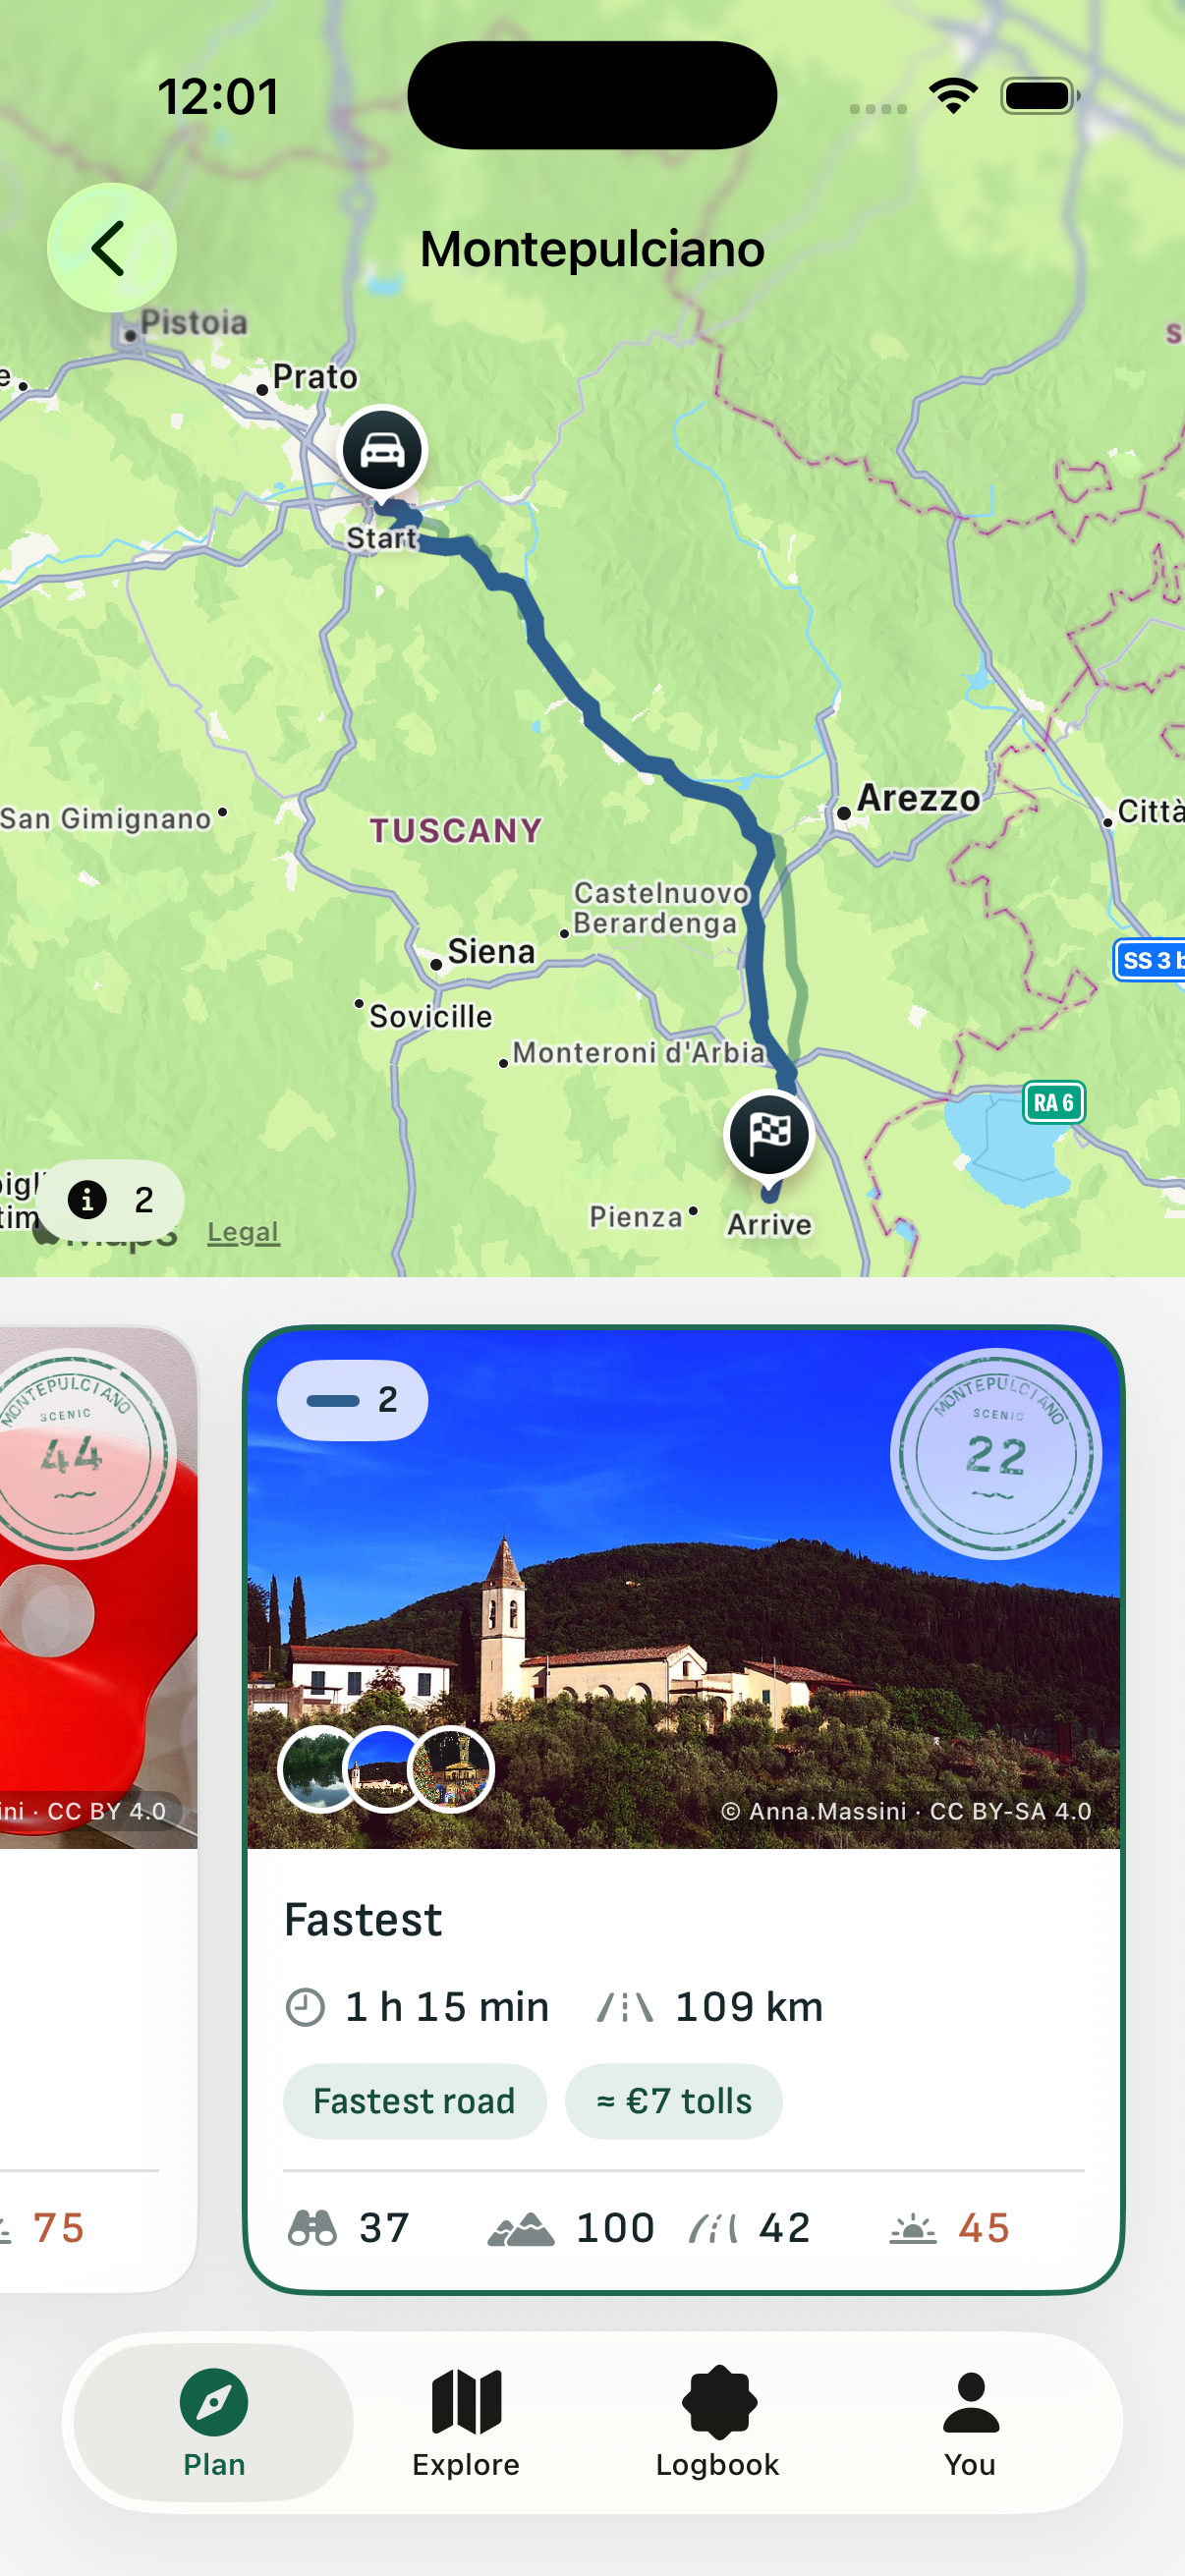 12:01
Montepulciano
Pistoia
Prato
Start
San Gimignano
TUSCANY
Arezzo
Città
Castelnuovo
Berardenga
SS 3 b
Siena
Sovicille
Monteroni d'Arbia
RA 6
2
Legal
Pienza
Arrive
MONTEPULCIANO
SCENIC
44
2
MONTEPULCIANO
SCENIC
22
ini · CC BY 4.0
© Anna.Massini · CC BY-SA 4.0
Fastest
1 h 15 min
109 km
Fastest road
≈ €7 tolls
75
37
100
42
45
Plan
Explore
Logbook
You